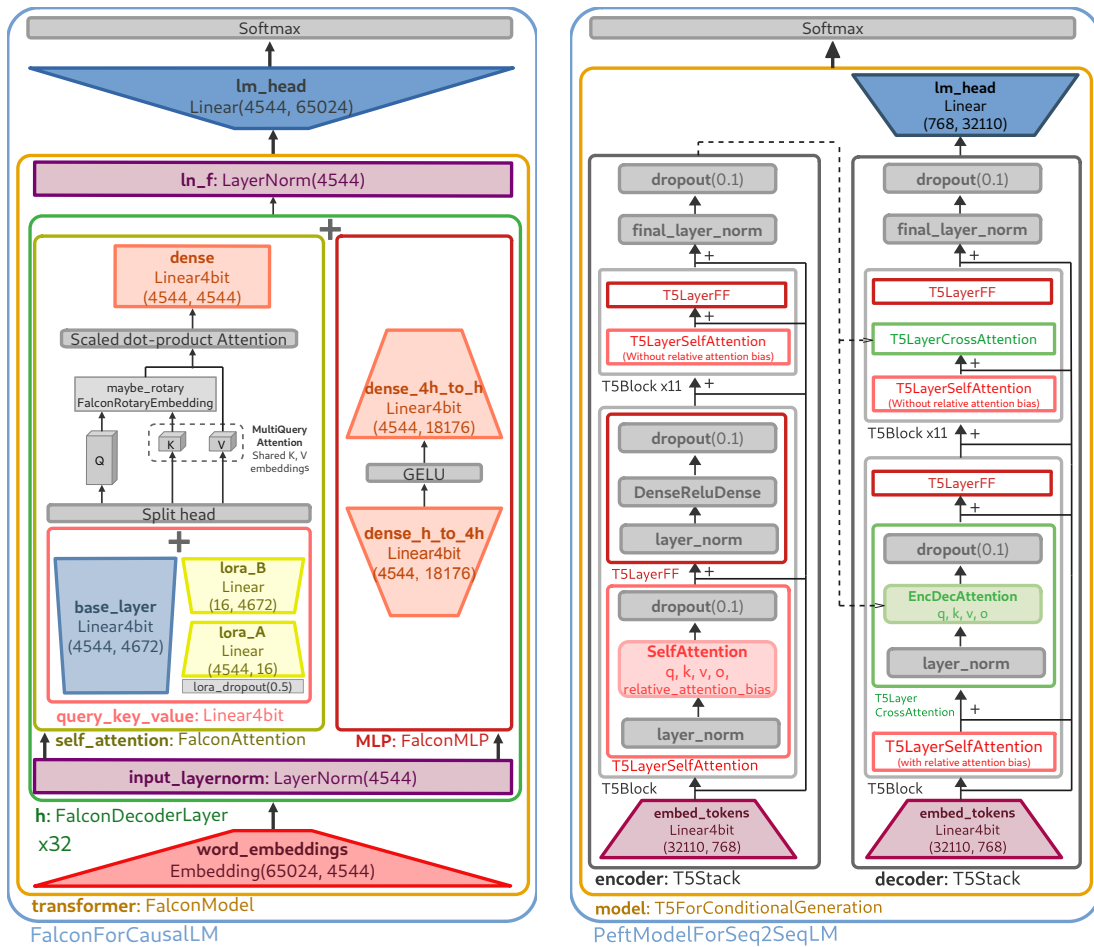 Softmax
lm_head
Linear(4544, 65024)
ln_f: LayerNorm(4544)
+
dense
Linear4bit
(4544, 4544)
Scaled dot-product Attention
maybe_rotary
FalconRotaryEmbedding
MultiQuery
Attention
Shared K, V
embeddings
Q
K
V
Split head
+
base_layer
Linear4bit
(4544, 4672)
lora_B
Linear
(16, 4672)
lora_A
Linear
(4544, 16)
lora_dropout(0.5)
query_key_value: Linear4bit
self_attention: FalconAttention
dense_4h_to_h
Linear4bit
(4544, 18176)
GELU
dense_h_to_4h
Linear4bit
(4544, 18176)
MLP: FalconMLP
input_layernorm: LayerNorm(4544)
h: FalconDecoderLayer
x32
word_embeddings
Embedding(65024, 4544)
transformer: FalconModel
FalconForCausalLM
Softmax
dropout(0.1)
final_layer_norm
+
T5LayerFF
+
T5LayerSelfAttention
(Without relative attention bias)
T5Block x11
+
dropout(0.1)
DenseReluDense
layer_norm
T5LayerFF
+
dropout(0.1)
SelfAttention
q, k, v, o,
relative_attention_bias
layer_norm
T5LayerSelfAttention
T5Block
embed_tokens
Linear4bit
(32110, 768)
encoder: T5Stack
lm_head
Linear
(768, 32110)
dropout(0.1)
final_layer_norm
+
T5LayerFF
T5LayerCrossAttention
+
T5LayerSelfAttention
(Without relative attention bias)
T5Block x11
+
T5LayerFF
+
dropout(0.1)
EncDecAttention
q, k, v, o
layer_norm
T5Layer
CrossAttention
+
T5LayerSelfAttention
(with relative attention bias)
T5Block
embed_tokens
Linear4bit
(32110, 768)
decoder: T5Stack
model: T5ForConditionalGeneration
PeftModelForSeq2SeqLM